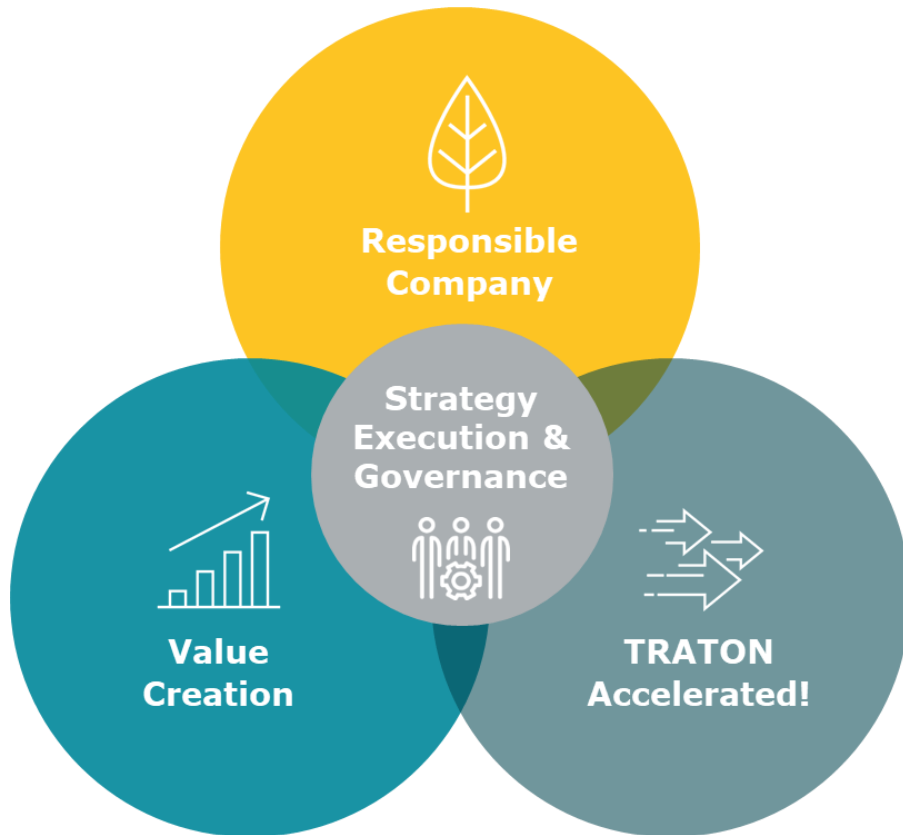 Responsible
Company
Strategy
Execution &
Governance
Value
Creation
TRATON
Accelerated!